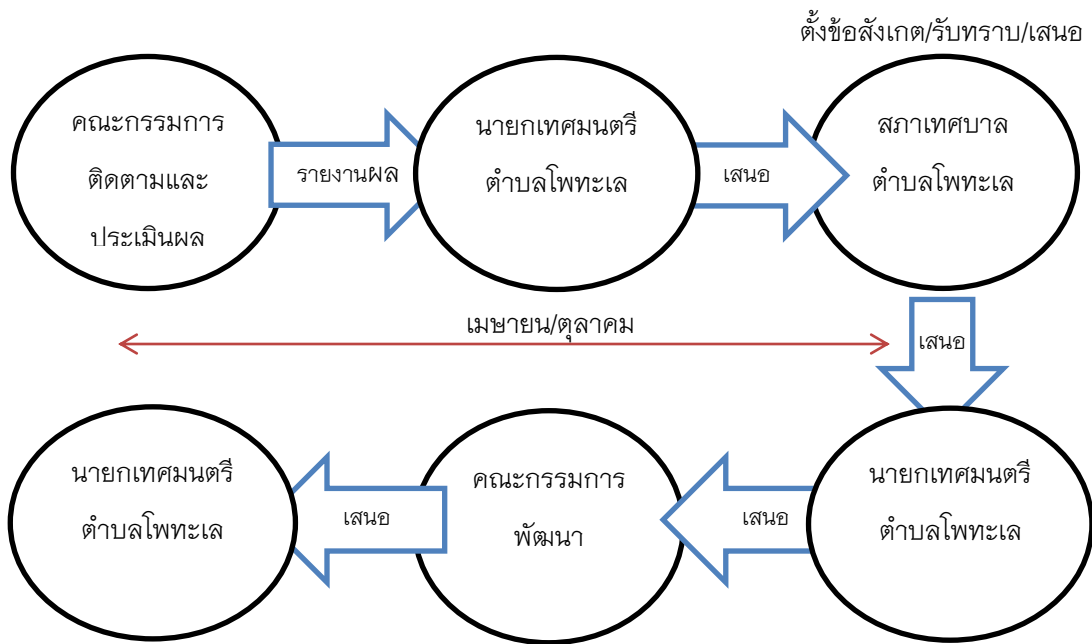 ตั้งข้อสังเกต/รับทราบ/เสนอ
คณะกรรมการ
ติดตามและ
ประเมินผล
รายงานผล
นายกเทศมนตรี
ตำบลโพทะเล
เสนอ
สภาเทศบาล
ตำบลโพทะเล
เมษายน/ตุลาคม
เสนอ
นายกเทศมนตรี
ตำบลโพทะเล
เสนอ
คณะกรรมการ
พัฒนา
เสนอ
นายกเทศมนตรี
ตำบลโพทะเล